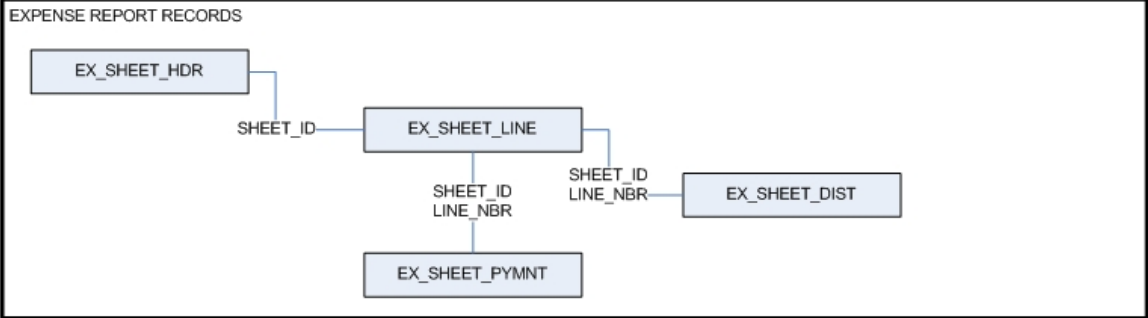 EXPENSE REPORT RECORDS
EX_SHEET_HDR
SHEET_ID
EX_SHEET_LINE
SHEET_ID
LINE_NBR
SHEET_ID
LINE_NBR
EX_SHEET_DIST
EX_SHEET_PYMNT